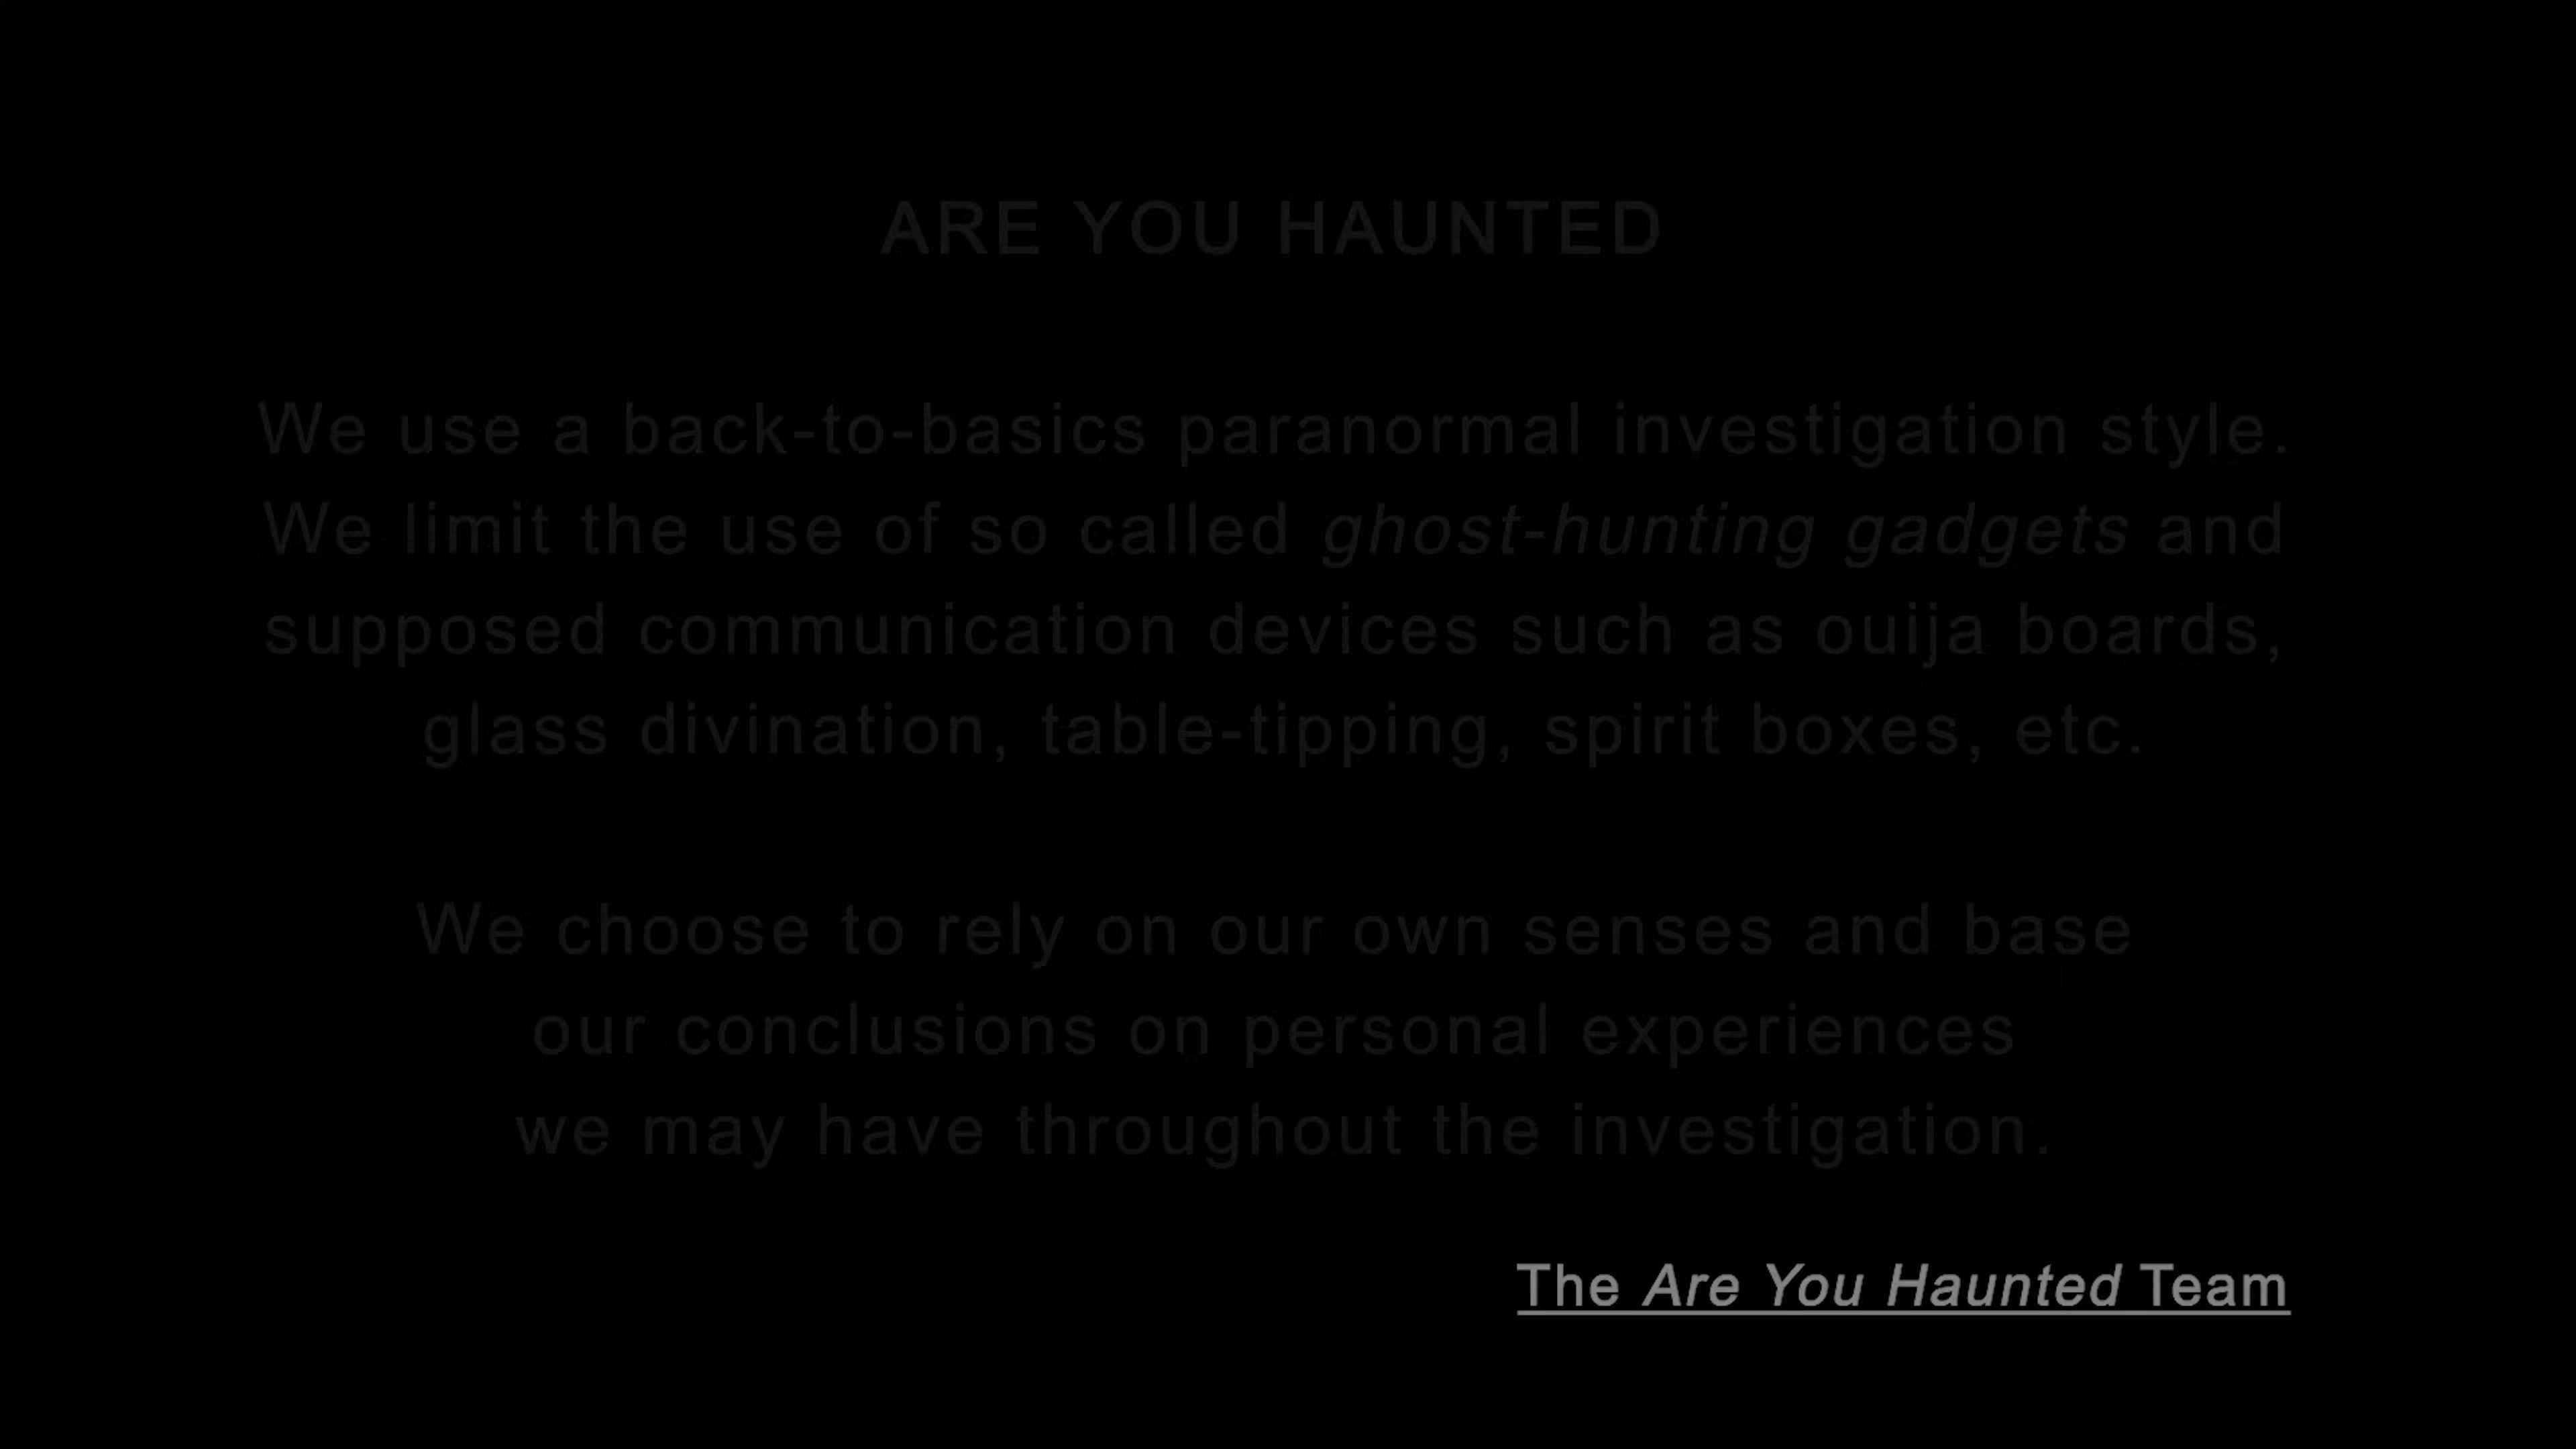 ARE YOU HAUNTED
We use a back-to-basics paranormal investigation style.
We limit the use of so called ghost-hunting gadgets and
supposed communication devices such as ouija boards,
glass divination, table-tipping, spirit boxes, etc.
We choose to rely on our own senses and base
our conclusions on personal experiences
we may have throughout the investigation.
The Are You Haunted Team